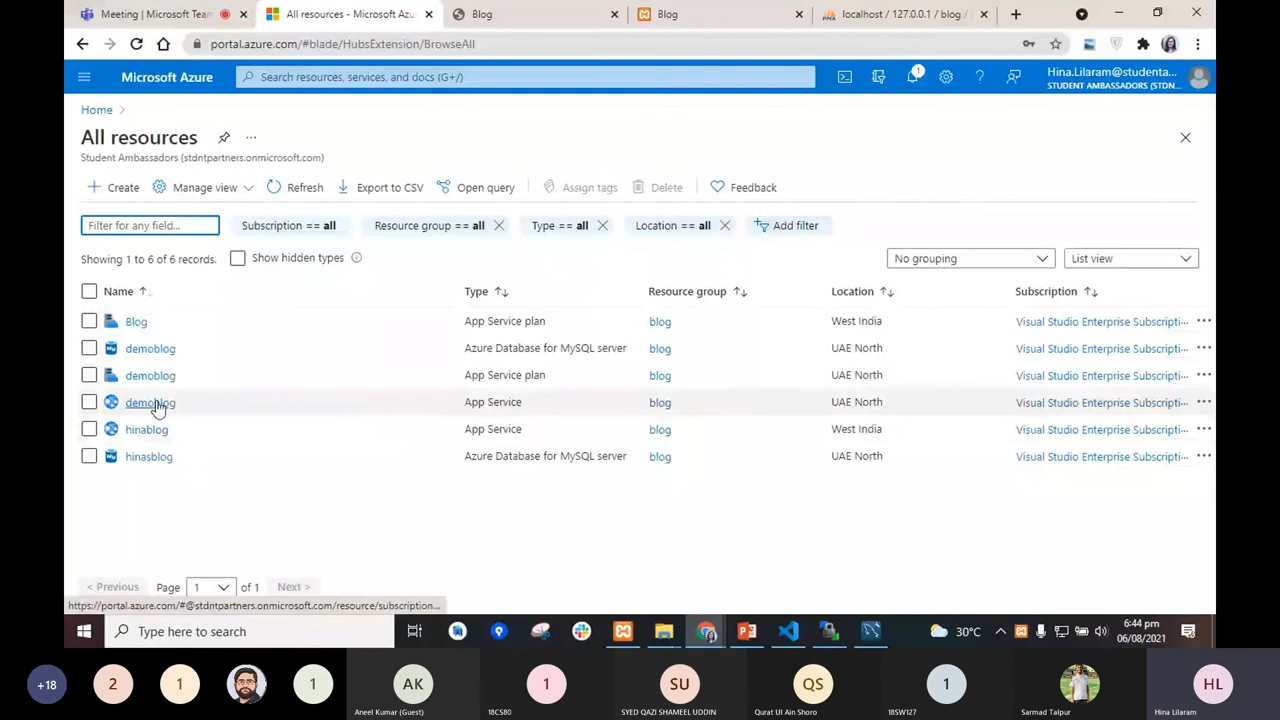 Meeting | Microsoft Team
All resources - Microsoft Azu
Blog
Blog
localhost / 127.0.0.1 / blog /
portal.azure.com/#blade/HubsExtension/BrowseAll
Microsoft Azure
Search resources, services, and docs (G+/)
1
Hina.Lilaram@studenta...
STUDENT AMBASSADORS (STDN...
Home >
All resources
...
Student Ambassadors (stdntpartners.onmicrosoft.com)
Create
Manage view
Refresh
Export to CSV
Open query
Assign tags
Delete
Feedback
Filter for any field...
Subscription == all
Resource group == all
Type == all
Location == all
Add filter
Showing 1 to 6 of 6 records.
Show hidden types
No grouping
List view
Name
Type
Resource group
Location
Subscription
Blog App Service plan blog West India Visual Studio Enterprise Subscripti...
demoblog Azure Database for MySQL server blog UAE North Visual Studio Enterprise Subscripti...
demoblog App Service plan blog UAE North Visual Studio Enterprise Subscripti...
demoblog App Service blog UAE North Visual Studio Enterprise Subscripti...
hinablog App Service blog West India Visual Studio Enterprise Subscripti...
hinasblog Azure Database for MySQL server blog UAE North Visual Studio Enterprise Subscripti...
< Previous Page 1 of 1 Next >
https://portal.azure.com/#@stdntpartners.onmicrosoft.com/resource/subscription...
Type here to search
30°C
6:44 pm
06/08/2021
+18
2
1
1
AK
Aneel Kumar (Guest)
1
18CS80
SU
SYED QAZI SHAMEEL UDDIN
QS
Qurat Ul Ain Shoro
1
18SW127
Sarmad Talpur
HL
Hina Lilaram